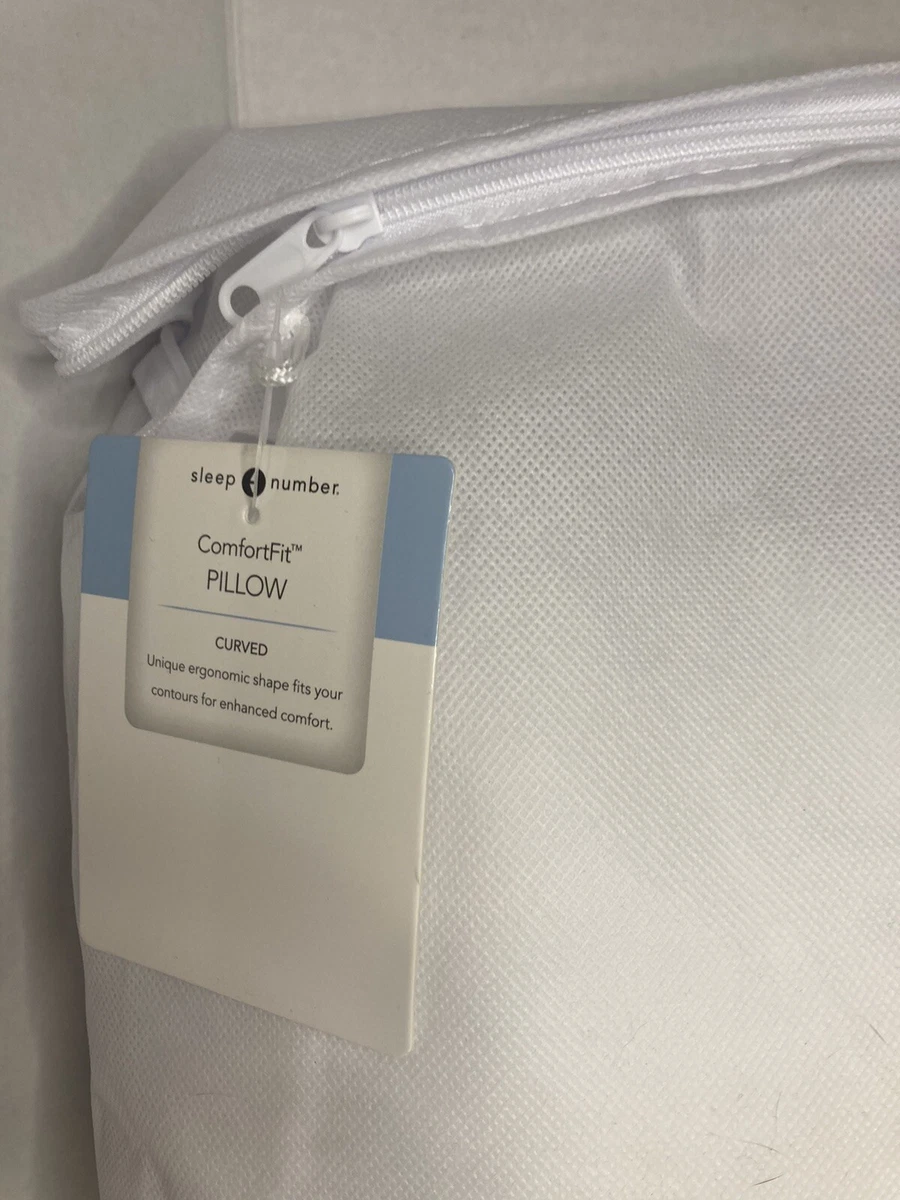 sleep number.
ComfortFit™
PILLOW
CURVED
Unique ergonomic shape fits your
contours for enhanced comfort.